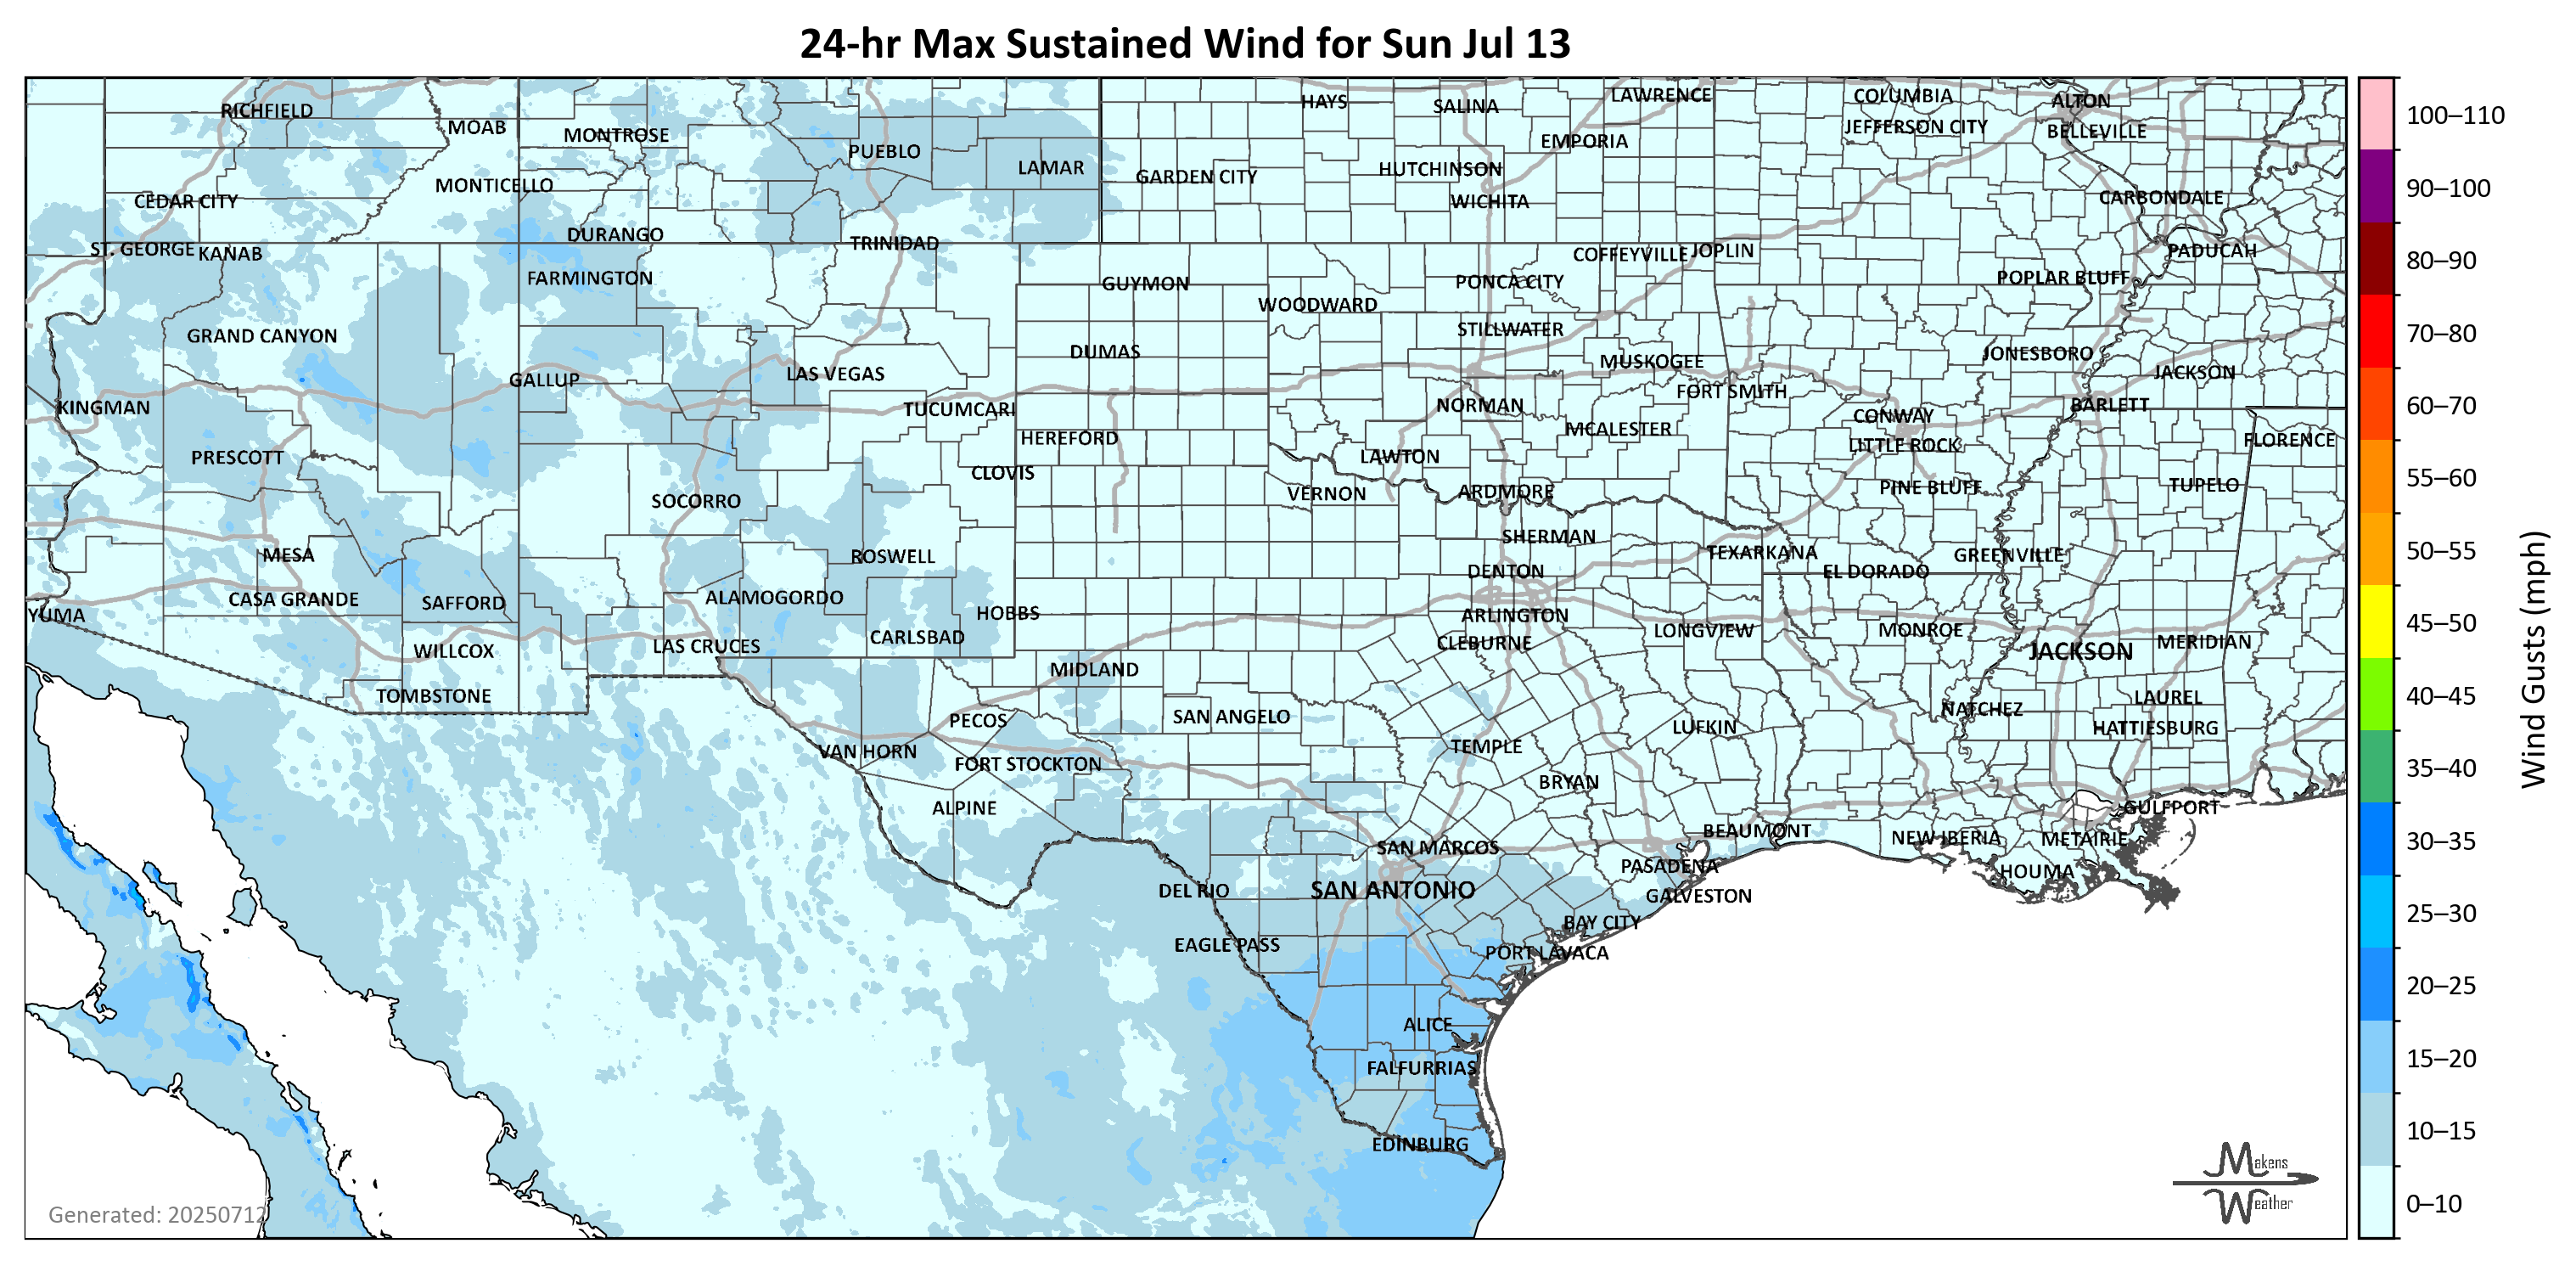 24-hr Max Sustained Wind for Sun Jul 13
RICHFIELD
MOAB
MONTROSE
PUEBLO
LAMAR
HAYS
SALINA
LAWRENCE
COLUMBIA
ALTON
EMPORIA
JEFFERSON CITY
BELLEVILLE
CEDAR CITY
MONTICELLO
GARDEN CITY
HUTCHINSON
WICHITA
CARBONDALE
ST. GEORGE
KANAB
DURANGO
TRINIDAD
COFFEYVILLE
JOPLIN
PADUCAH
FARMINGTON
GUYMON
PONCA CITY
POPLAR BLUFF
WOODWARD
GRAND CANYON
STILLWATER
DUMAS
MUSKOGEE
JONESBORO
GALLUP
LAS VEGAS
FORT SMITH
JACKSON
KINGMAN
TUCUMCARI
NORMAN
CONWAY
BARLETT
HEREFORD
MCALESTER
LITTLE ROCK
FLORENCE
PRESCOTT
CLOVIS
LAWTON
SOCORRO
VERNON
ARDMORE
PINE BLUFF
TUPELO
MESA
ROSWELL
SHERMAN
TEXARKANA
GREENVILLE
DENTON
EL DORADO
CASA GRANDE
SAFFORD
ALAMOGORDO
HOBBS
ARLINGTON
YUMA
WILLCOX
LAS CRUCES
CARLSBAD
CLEBURNE
LONGVIEW
MONROE
JACKSON
MERIDIAN
TOMBSTONE
MIDLAND
PECOS
SAN ANGELO
NATCHEZ
LAUREL
VAN HORN
FORT STOCKTON
TEMPLE
LUFKIN
HATTIESBURG
ALPINE
BRYAN
GULFPORT
SAN MARCOS
BEAUMONT
NEW IBERIA
METAIRIE
DEL RIO
SAN ANTONIO
PASADENA
GALVESTON
HOUMA
EAGLE PASS
BAY CITY
PORT LAVACA
ALICE
FALFURRIAS
EDINBURG
Generated: 20250712
Makens
Weather
100–110
90–100
80–90
70–80
60–70
55–60
50–55
45–50
40–45
35–40
30–35
25–30
20–25
15–20
10–15
0–10
Wind Gusts (mph)